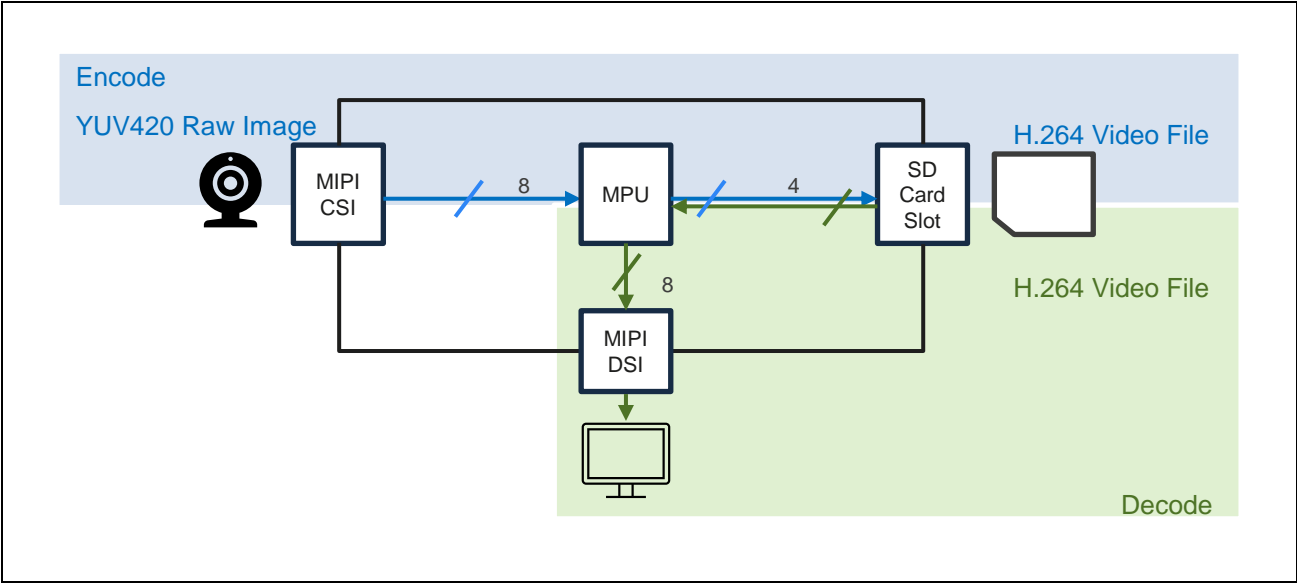 Encode
YUV420 Raw Image
H.264 Video File
MIPI
CSI
8
MPU
4
SD
Card
Slot
8
H.264 Video File
MIPI
DSI
Decode